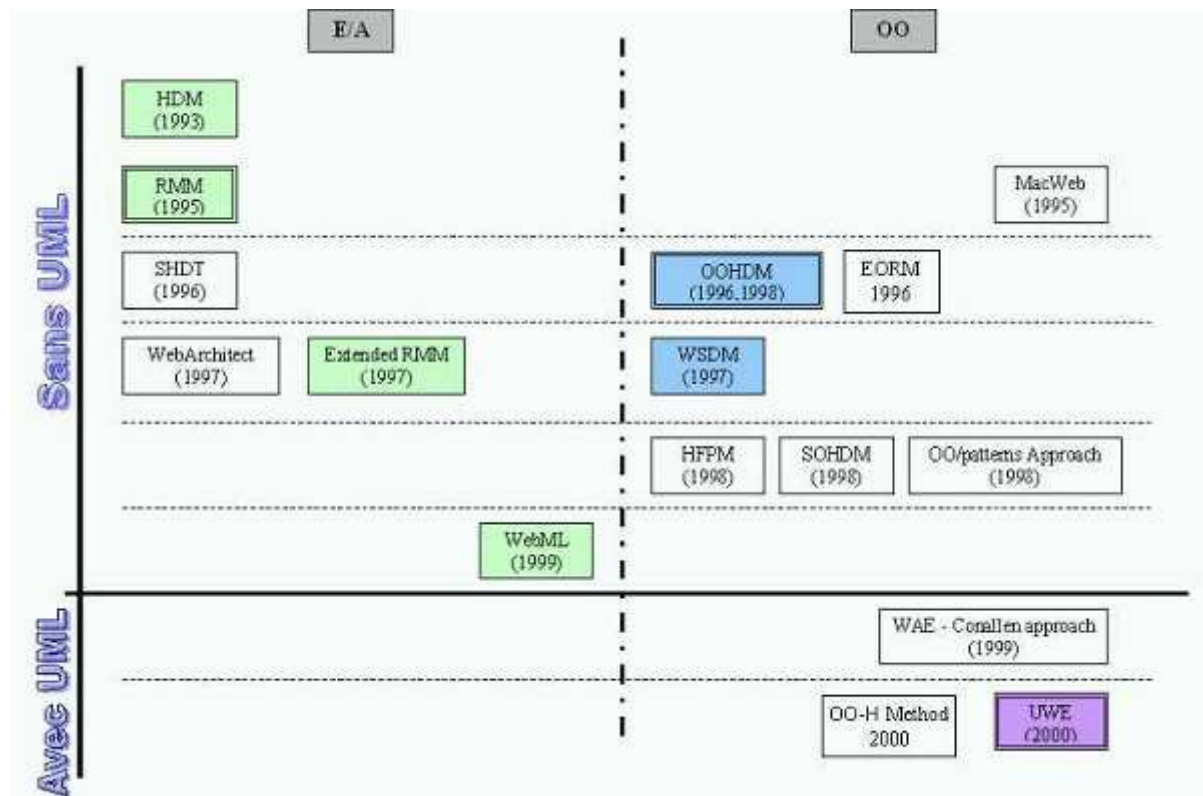 E/A
OO
Sans UML
HDM
(1993)
RMM
(1995)
MacWeb
(1995)
SHDT
(1996)
OOHDM
(1996,1998)
EORM
1996
WebArchitect
(1997)
Extended RMM
(1997)
WSDM
(1997)
HFPM
(1998)
SOHDM
(1998)
OO/patterns Approach
(1998)
WebML
(1999)
Avec UML
WAE - Conallen approach
(1999)
OO-H Method
2000
UWE
(2000)